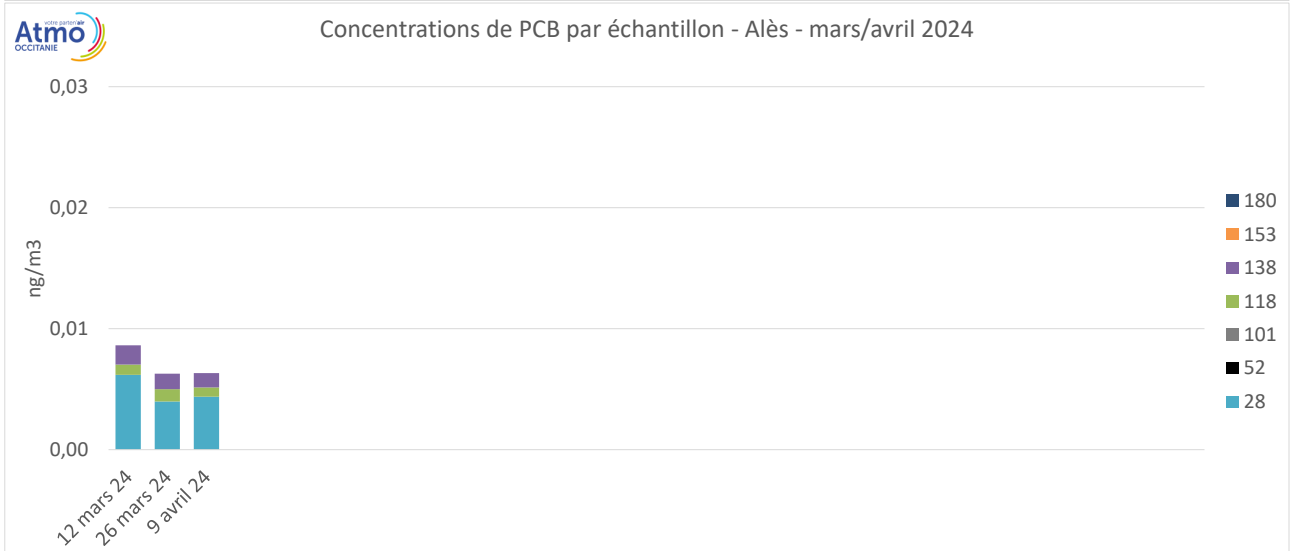 votre parten'air
Atmo
OCCITANIE
Concentrations de PCB par échantillon - Alès - mars/avril 2024
0,03
0,02
0,01
0,00
ng/m3
12 mars 24
26 mars 24
9 avril 24
180
153
138
118
101
52
28